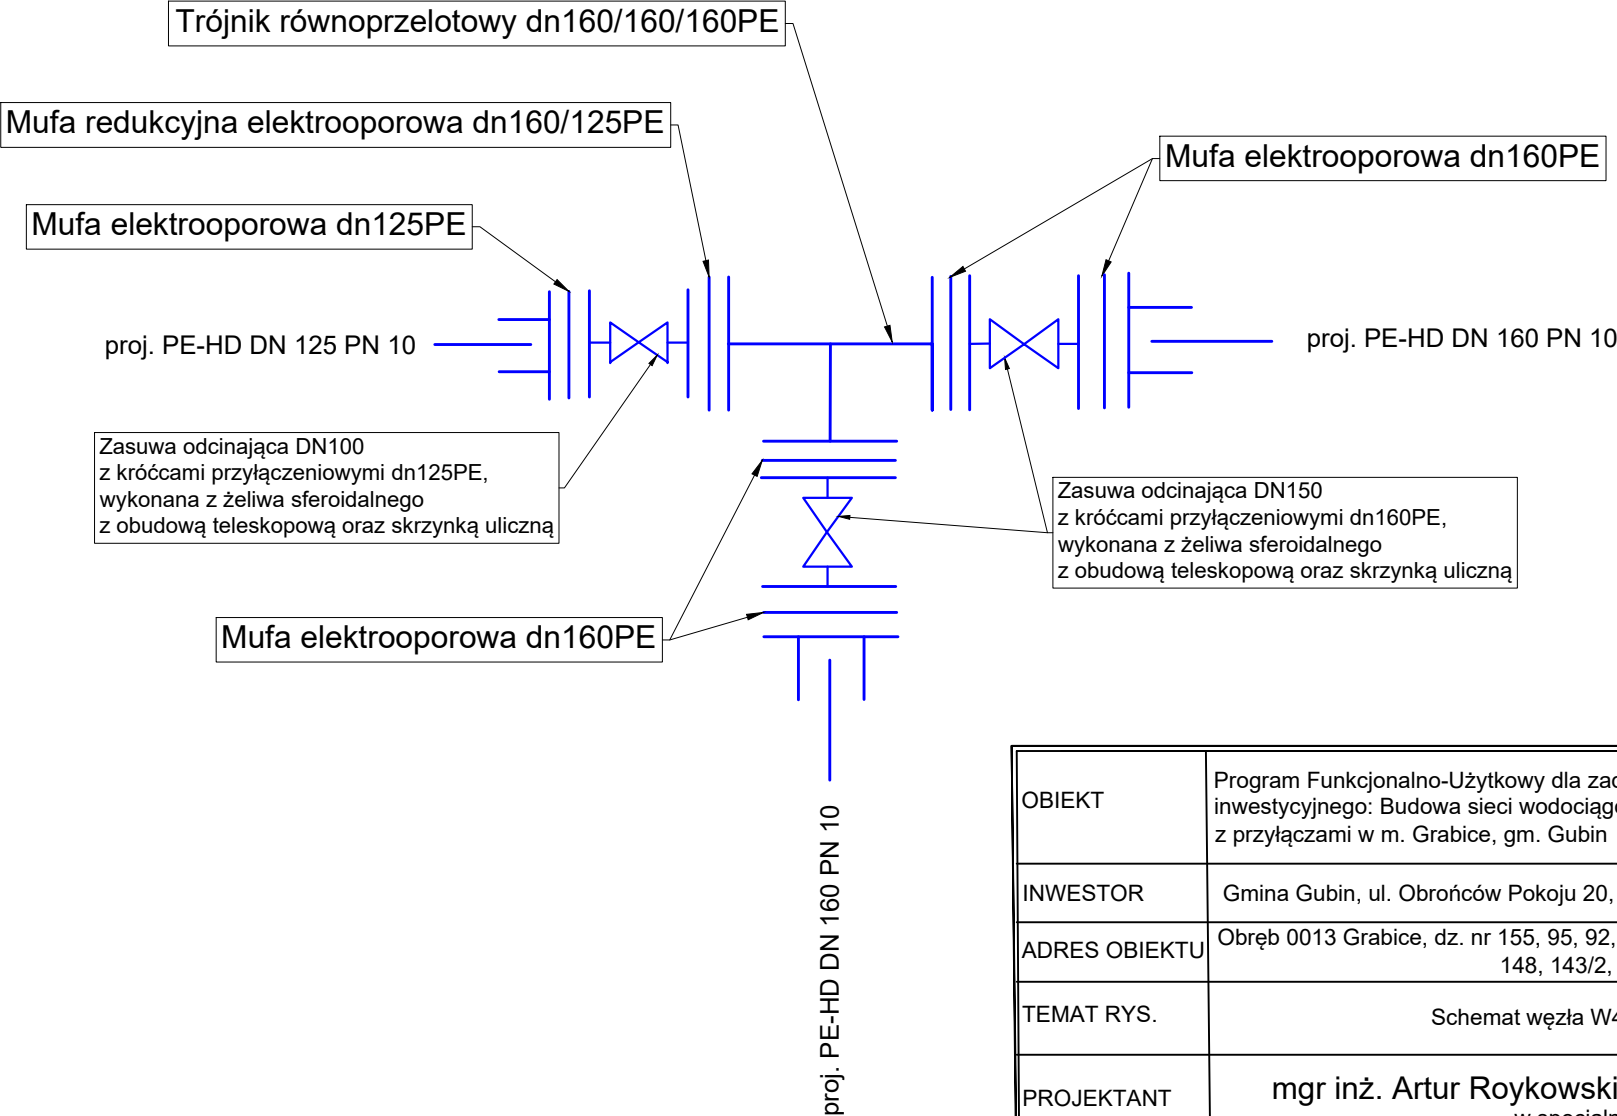 Trójnik równoprzelotowy dn160/160/160PE
Mufa redukcyjna elektrooporowa dn160/125PE
Mufa elektrooporowa dn160PE
Mufa elektrooporowa dn125PE
proj. PE-HD DN 125 PN 10
proj. PE-HD DN 160 PN 10
Zasuwa odcinająca DN100
z króćcami przyłączeniowymi dn125PE,
wykonana z żeliwa sferoidalnego
z obudową teleskopową oraz skrzynką uliczną
Zasuwa odcinająca DN150
z króćcami przyłączeniowymi dn160PE,
wykonana z żeliwa sferoidalnego
z obudową teleskopową oraz skrzynką uliczną
Mufa elektrooporowa dn160PE
proj. PE-HD DN 160 PN 10
OBIEKT
Program Funkcjonalno-Użytkowy dla
inwestycyjnego: Budowa sieci
z przyłączami w m. Grabice, gm. Gubin
INWESTOR
Gmina Gubin, ul. Obrońców Pokoju 20,
ADRES OBIEKTU
Obręb 0013 Grabice, dz. nr 155, 95, 92,
148, 143/2,
TEMAT RYS.
Schemat węzła W4
PROJEKTANT
mgr inż. Artur Roykowski